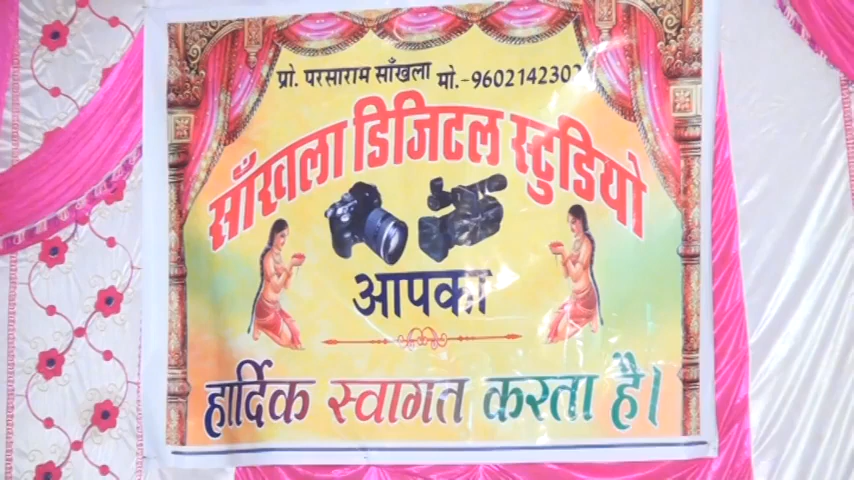 प्रो. परसाराम साँखला मो.-960214230
साँखला डिजिटल स्टुडियो
आपका
हार्दिक स्वागत करता है।